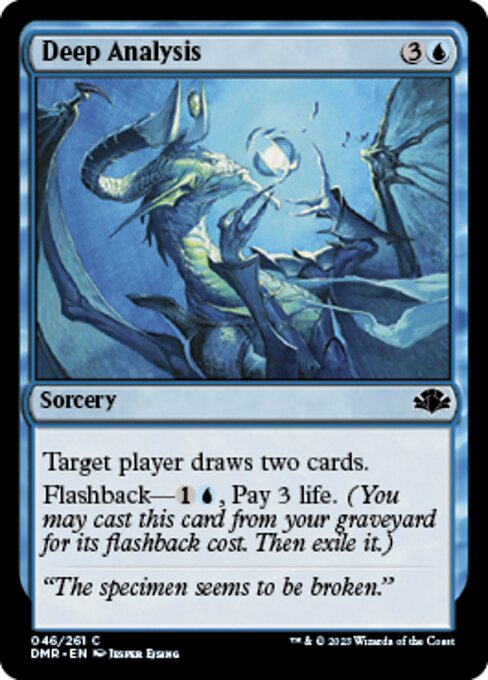 Deep Analysis 3
Sorcery
Target player draws two cards.
Flashback—1, Pay 3 life. (You
may cast this card from your graveyard
for its flashback cost. Then exile it.)
"The specimen seems to be broken."
046/261 C
DMR • EN Jesper Ejsing
™ & © 2023 Wizards of the Coast